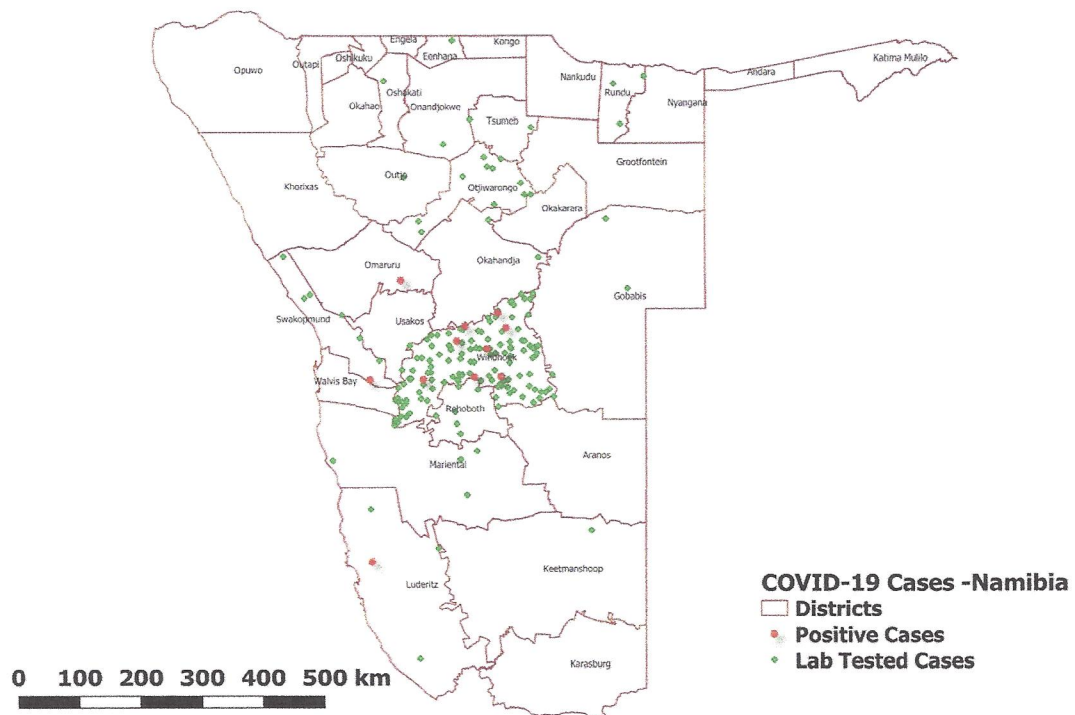 Engela
Kongo
Opuwo
Outapi
Oshikuku
Eenhana
Katima Mulilo
Andara
Nankudu
Rundu
Nyangana
Oshakati
Okahao
Onandjokwe
Tsumeb
Grootfontein
Khorixas
Outjo
Otjiwarongo
Okakarara
Omaruru
Okahandja
Gobabis
Swakopmund
Usakos
Windhoek
Walvis Bay
Rehoboth
Aranos
Mariental
Keetmanshoop
Luderitz
Karasburg
COVID-19 Cases -Namibia
Districts
Positive Cases
Lab Tested Cases
0 100 200 300 400 500 km